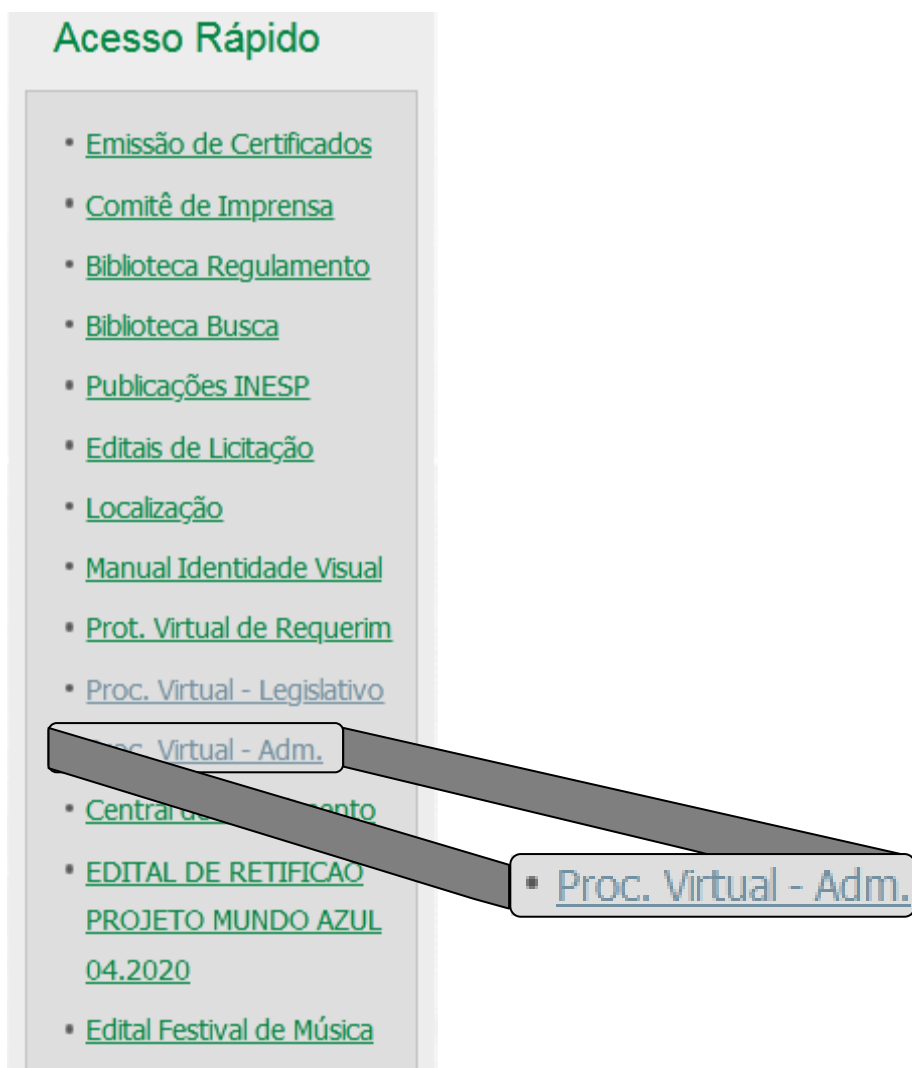 Acesso Rápido
• Emissão de Certificados
• Comitê de Imprensa
• Biblioteca Regulamento
• Biblioteca Busca
• Publicações INESP
• Editais de Licitação
• Localização
• Manual Identidade Visual
• Prot. Virtual de Requerim
• Proc. Virtual - Legislativo
Virtual - Adm.
• Central
• EDITAL DE RETIFICAO
PROJETO MUNDO AZUL
04.2020
• Edital Festival de Música
• Proc. Virtual - Adm.